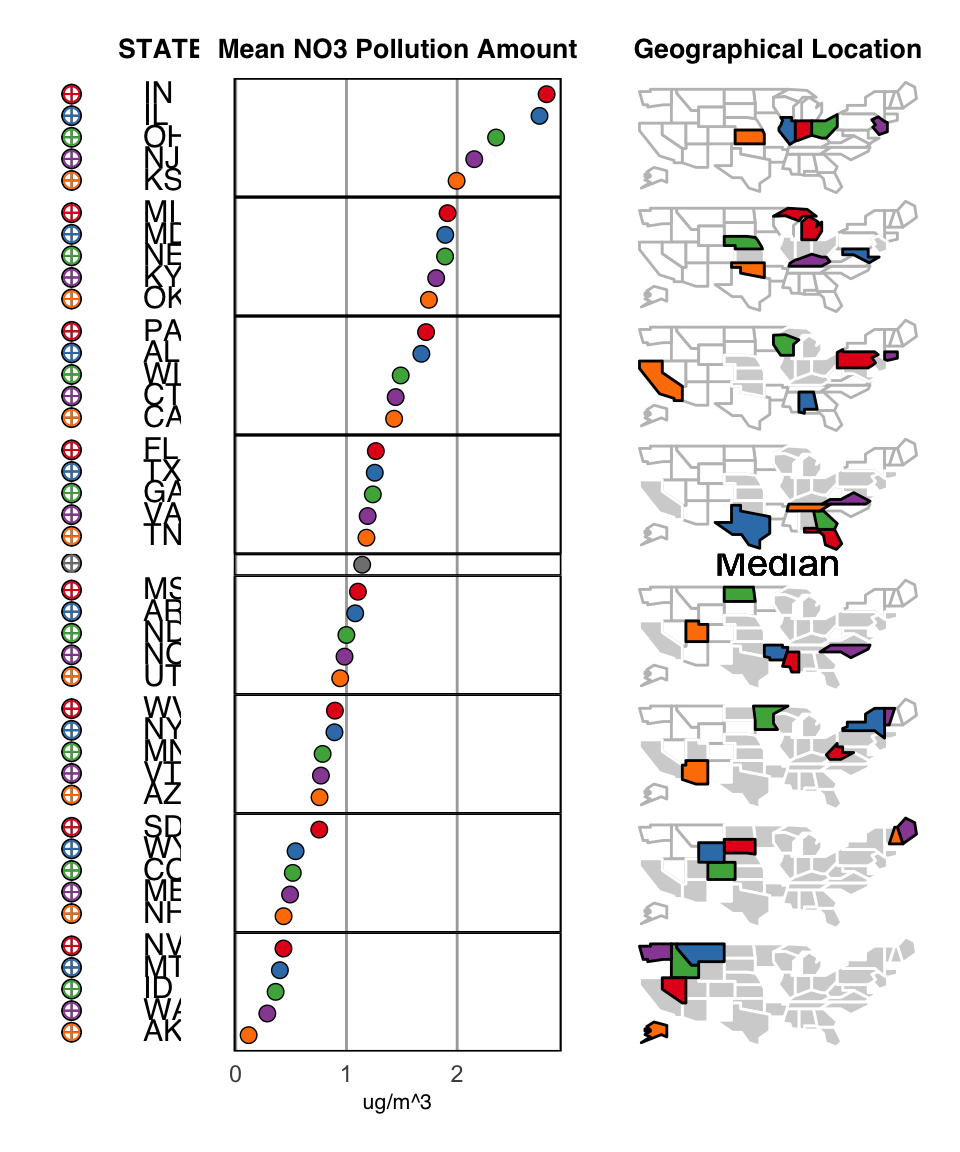 STATE Mean NO3 Pollution Amount Geographical Location
IN
IL
OH
NJ
KS
MI
MD
NE
KY
OK
PA
AL
WI
CT
CA
FL
TX
GA
VA
TN
Median
MS
AR
ND
NC
UT
WV
NY
MN
VT
AZ
SD
WY
CO
ME
NH
NV
MT
ID
WA
AK
0 1 2
ug/m^3